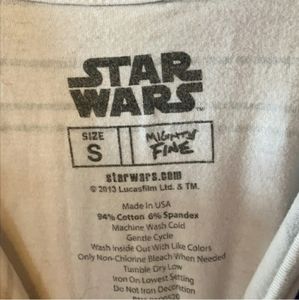 STAR
WARS™
SIZE
S
MIGHTY
FINE
starwars.com
© 2013 Lucasfilm Ltd. & TM.
Made in USA
94% Cotton 6% Spandex
Machine Wash Cold
Gentle Cycle
Wash Inside Out With Like Colors
Only Non-Chlorine Bleach When Needed
Tumble Dry Low
Iron On Lowest Setting
Do Not Iron Decoration